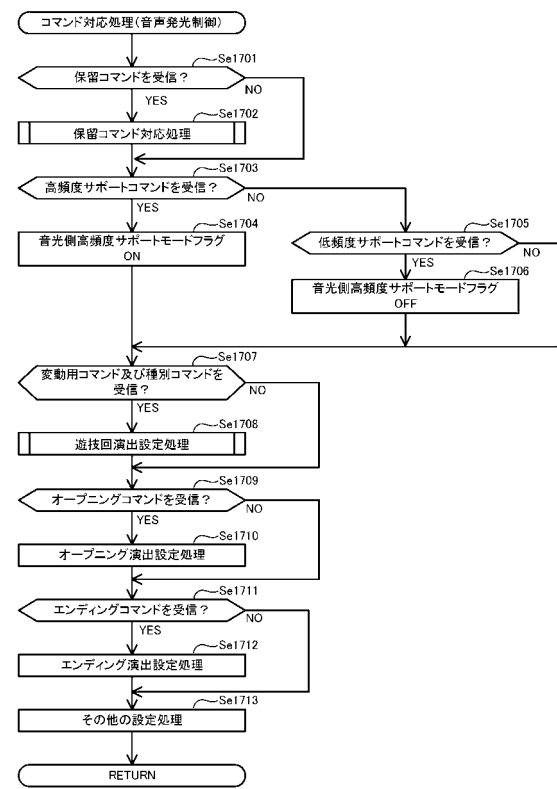 コマンド対応処理(音声発光制御)
Se1701
保留コマンドを受信?
NO
YES
Se1702
保留コマンド対応処理
Se1703
高頻度サポートコマンドを受信?
NO
YES
Se1704
音光側高頻度サポートモードフラグ
ON
Se1705
低頻度サポートコマンドを受信?
NO
YES
Se1706
音光側高頻度サポートモードフラグ
OFF
Se1707
変動用コマンド及び種別コマンドを
受信?
NO
YES
Se1708
遊技回演出設定処理
Se1709
オープニングコマンドを受信?
NO
YES
Se1710
オープニング演出設定処理
Se1711
エンディングコマンドを受信?
NO
YES
Se1712
エンディング演出設定処理
Se1713
その他の設定処理
RETURN